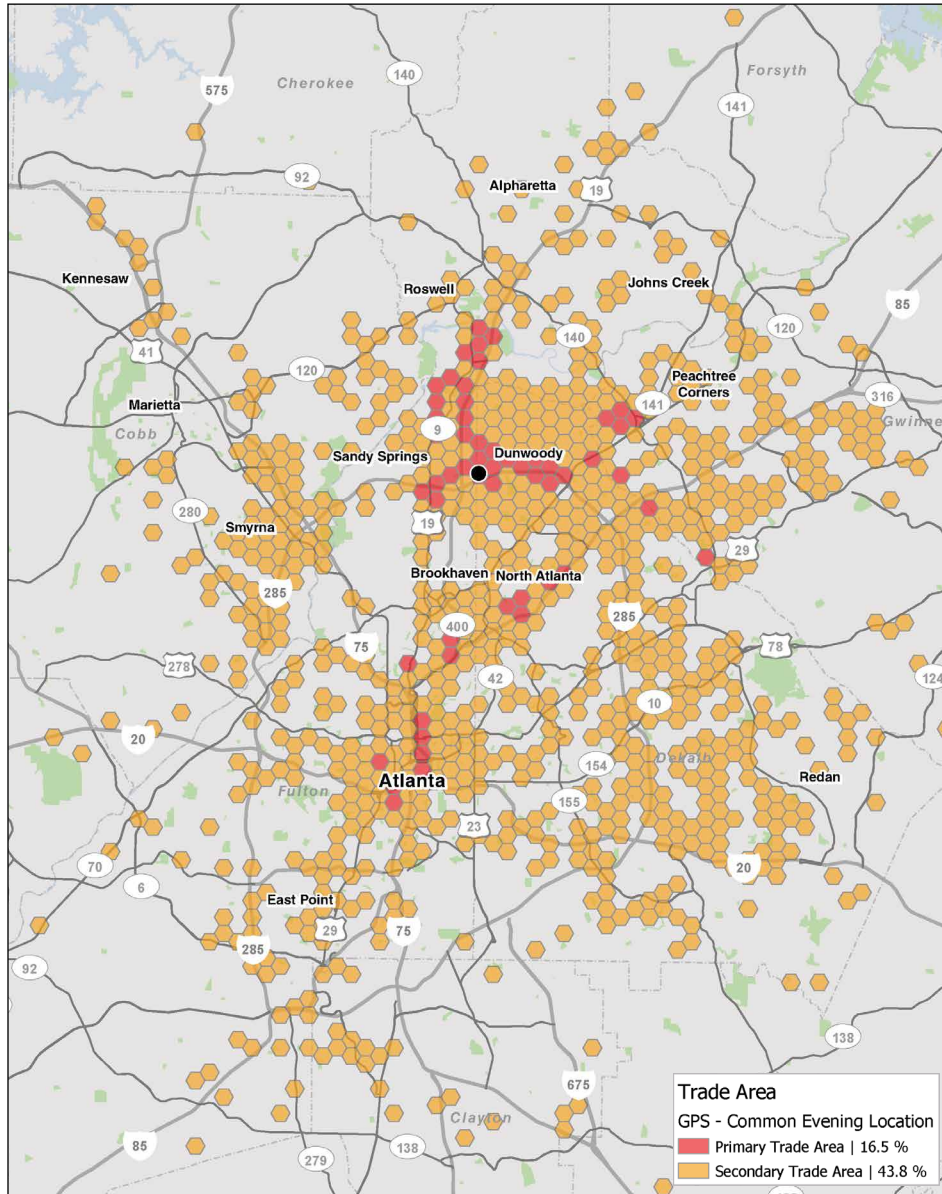 140
Cherokee
Forsyth
575
141
92
Alpharetta
19
Kennesaw
Roswell
Johns Creek
85
41
120
140
120
Peachtree
Corners
Marietta
141
316
Cobb
9
Gwinne
Sandy Springs
Dunwoody
280
19
Smyrna
29
Brookhaven
North Atlanta
285
285
400
75
78
278
42
124
10
20
154
Dekalb
Atlanta
Redan
Fulton
155
23
70
20
6
East Point
29
75
285
92
138
675
Clayton
85
138
279
Trade Area
GPS - Common Evening Location
Primary Trade Area | 16.5 %
Secondary Trade Area | 43.8 %